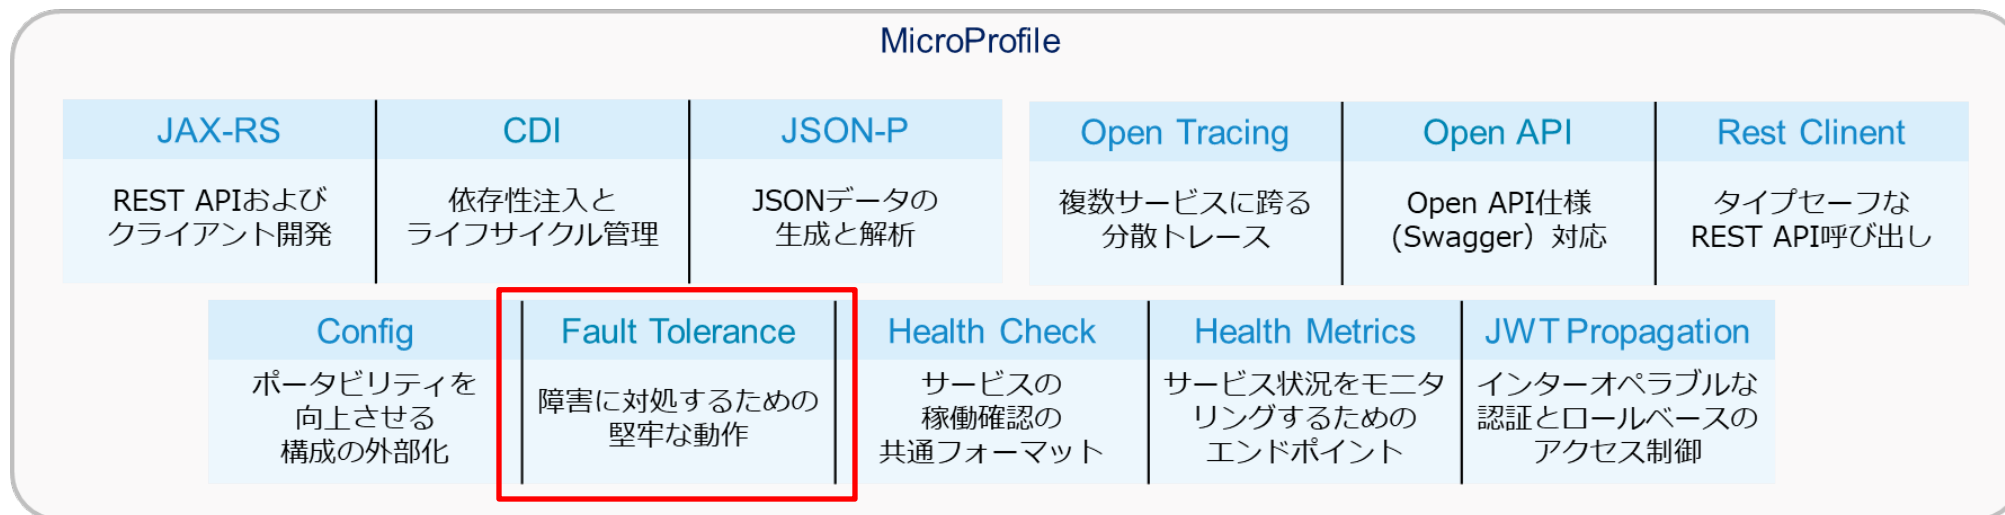 MicroProfile
JAX-RS
REST APIおよび
クライアント開発
CDI
依存性注入と
ライフサイクル管理
JSON-P
JSONデータの
生成と解析
Open Tracing
複数サービスに跨る
分散トレース
Open API
Open API仕様
(Swagger）対応
Rest Clinent
タイプセーフな
REST API呼び出し
Config
ポータビリティを
向上させる
構成の外部化
Fault Tolerance
障害に対処するための
堅牢な動作
Health Check
サービスの
稼働確認の
共通フォーマット
Health Metrics
サービス状況をモニタ
リングするための
エンドポイント
JWT Propagation
インターオペラブルな
認証とロールベースの
アクセス制御